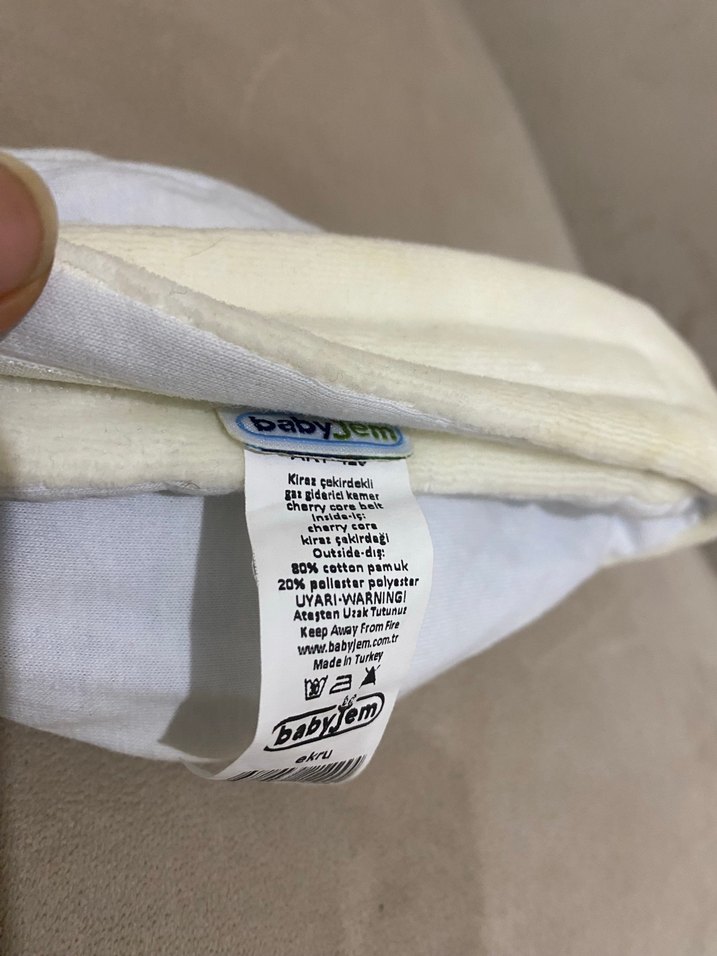 babyjem
Kiraz çekirdekli
gaz giderici kemer
cherry core belt
Inside-iç:
cherry core
kiraz çekirdeği
Outside-dış:
80% cotton pamuk
20% poliester polyester
UYARI-WARNING!
Ateşten Uzak Tutunuz
Keep Away From Fire
www.babyjem.com.tr
Made In Turkey
babyjem
ekru